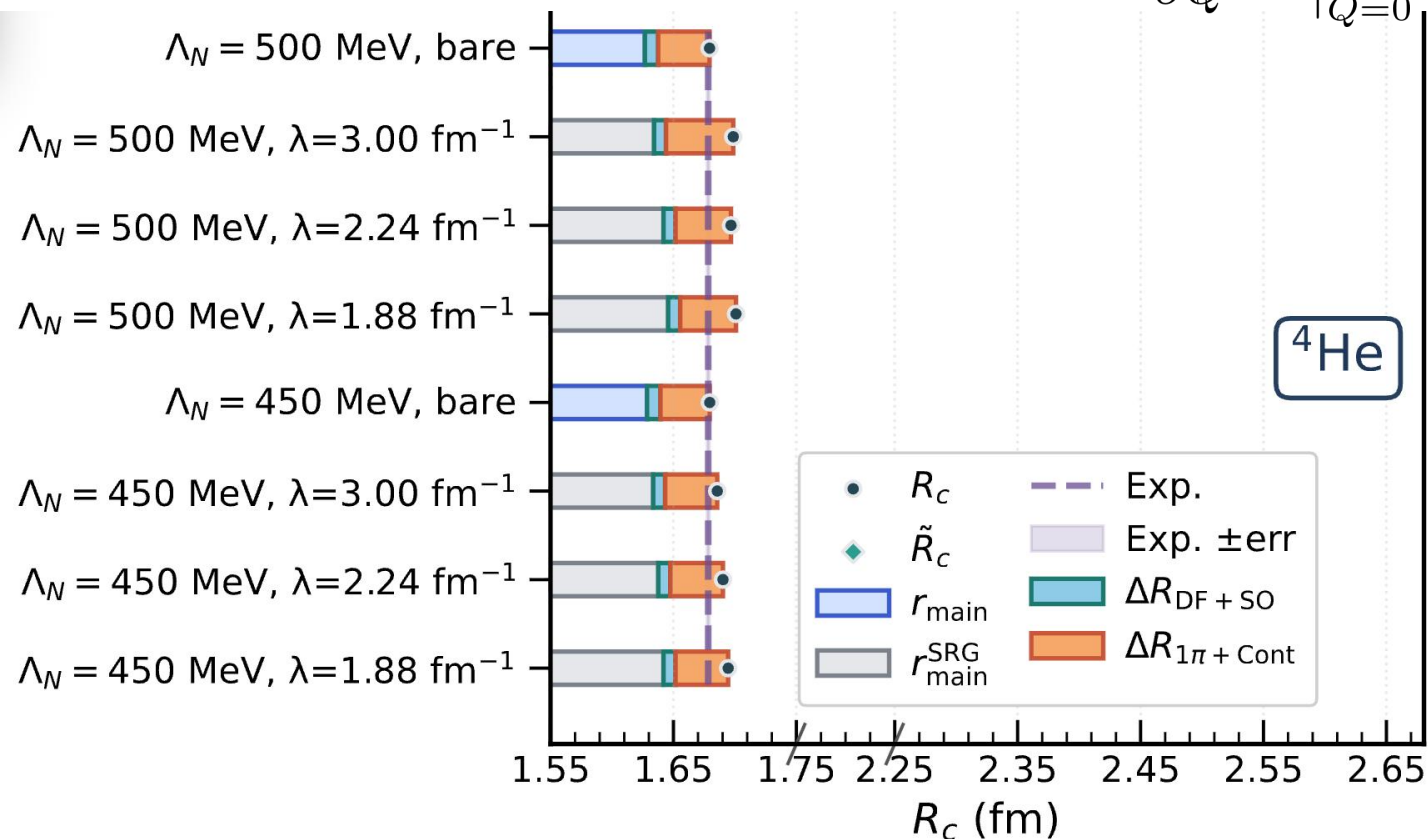 |Q=0
Λ_N = 500 MeV, bare
Λ_N = 500 MeV, λ=3.00 fm⁻¹
Λ_N = 500 MeV, λ=2.24 fm⁻¹
Λ_N = 500 MeV, λ=1.88 fm⁻¹
Λ_N = 450 MeV, bare
Λ_N = 450 MeV, λ=3.00 fm⁻¹
Λ_N = 450 MeV, λ=2.24 fm⁻¹
Λ_N = 450 MeV, λ=1.88 fm⁻¹
⁴He
R_c
R̃_c
r_main
r_main^SRG
Exp.
Exp. ±err
ΔR_DF + SO
ΔR_1π + Cont
1.55 1.65 1.75 2.25 2.35 2.45 2.55 2.65
R_c (fm)